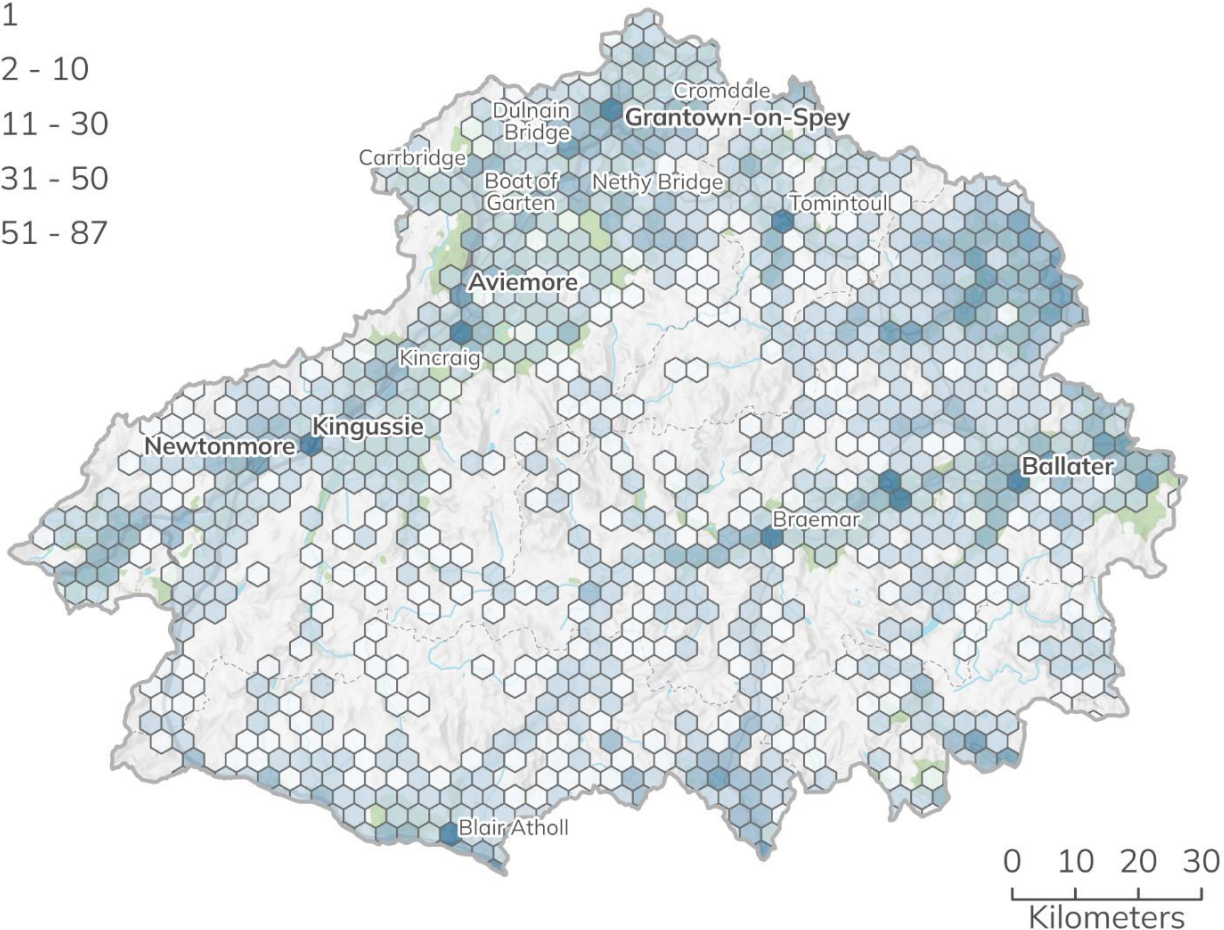 1
2 - 10
11 - 30
31 - 50
51 - 87
Cromdale
Dulnain
Bridge
Grantown-on-Spey
Carrbridge
Boat of
Garten
Nethy Bridge
Tomintoul
Aviemore
Kincraig
Kingussie
Newtonmore
Ballater
Braemar
Blair Atholl
0 10 20 30
Kilometers